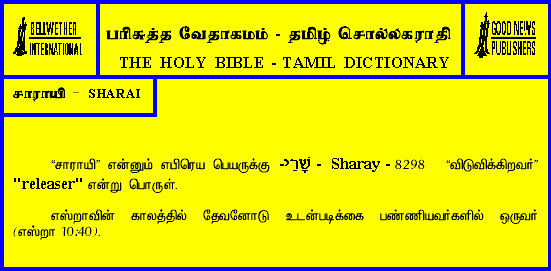 BELLWETHER
INTERNATIONAL
பரிசுத்த வேதாகமம் - தமிழ் சொல்லகராதி
THE HOLY BIBLE - TAMIL DICTIONARY
GOOD NEWS
PUBLISHERS
சாராயி - SHARAI
“சாராயி” என்னும் எபிரெய பெயருக்கு -שָׁרַי - Sharay - 8298 “விடுவிக்கிறவர்”
"releaser" என்று பொருள்.
எஸ்றாவின் காலத்தில் தேவனோடு உடன்படிக்கை பண்ணியவர்களில் ஒருவர்
(எஸ்றா 10:40).